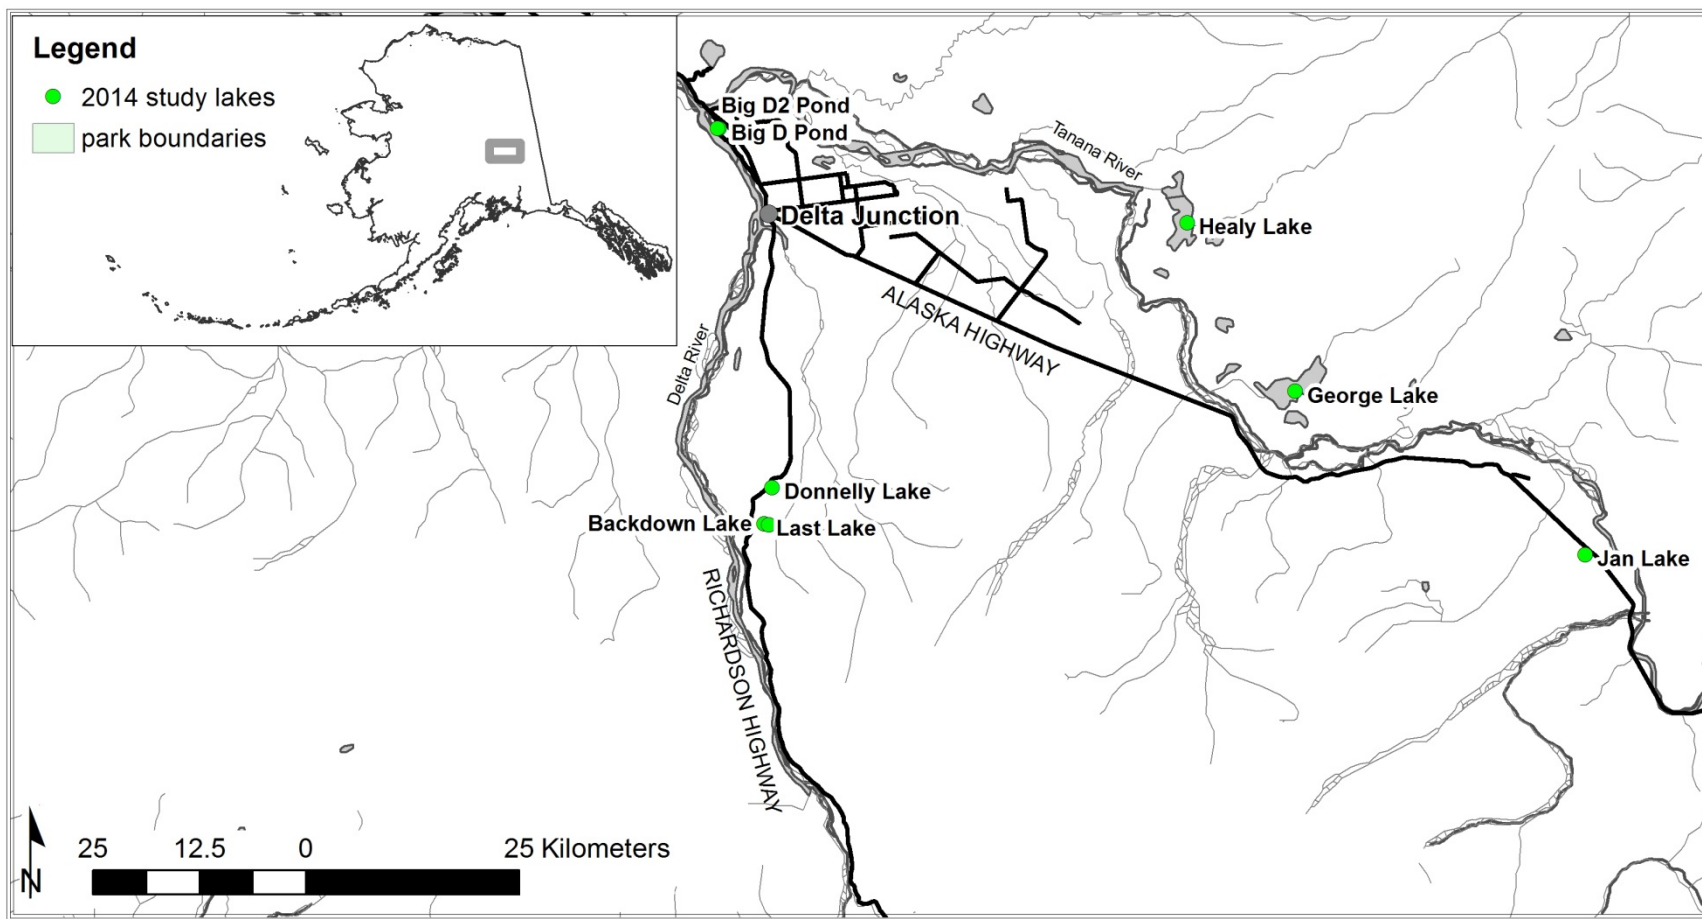 Legend
2014 study lakes
park boundaries
Big D2 Pond
Big D Pond
Tanana River
Delta Junction
Healy Lake
ALASKA HIGHWAY
Delta River
George Lake
Donnelly Lake
Backdown Lake
Last Lake
Jan Lake
RICHARDSON HIGHWAY
N
25 12.5 0 25 Kilometers